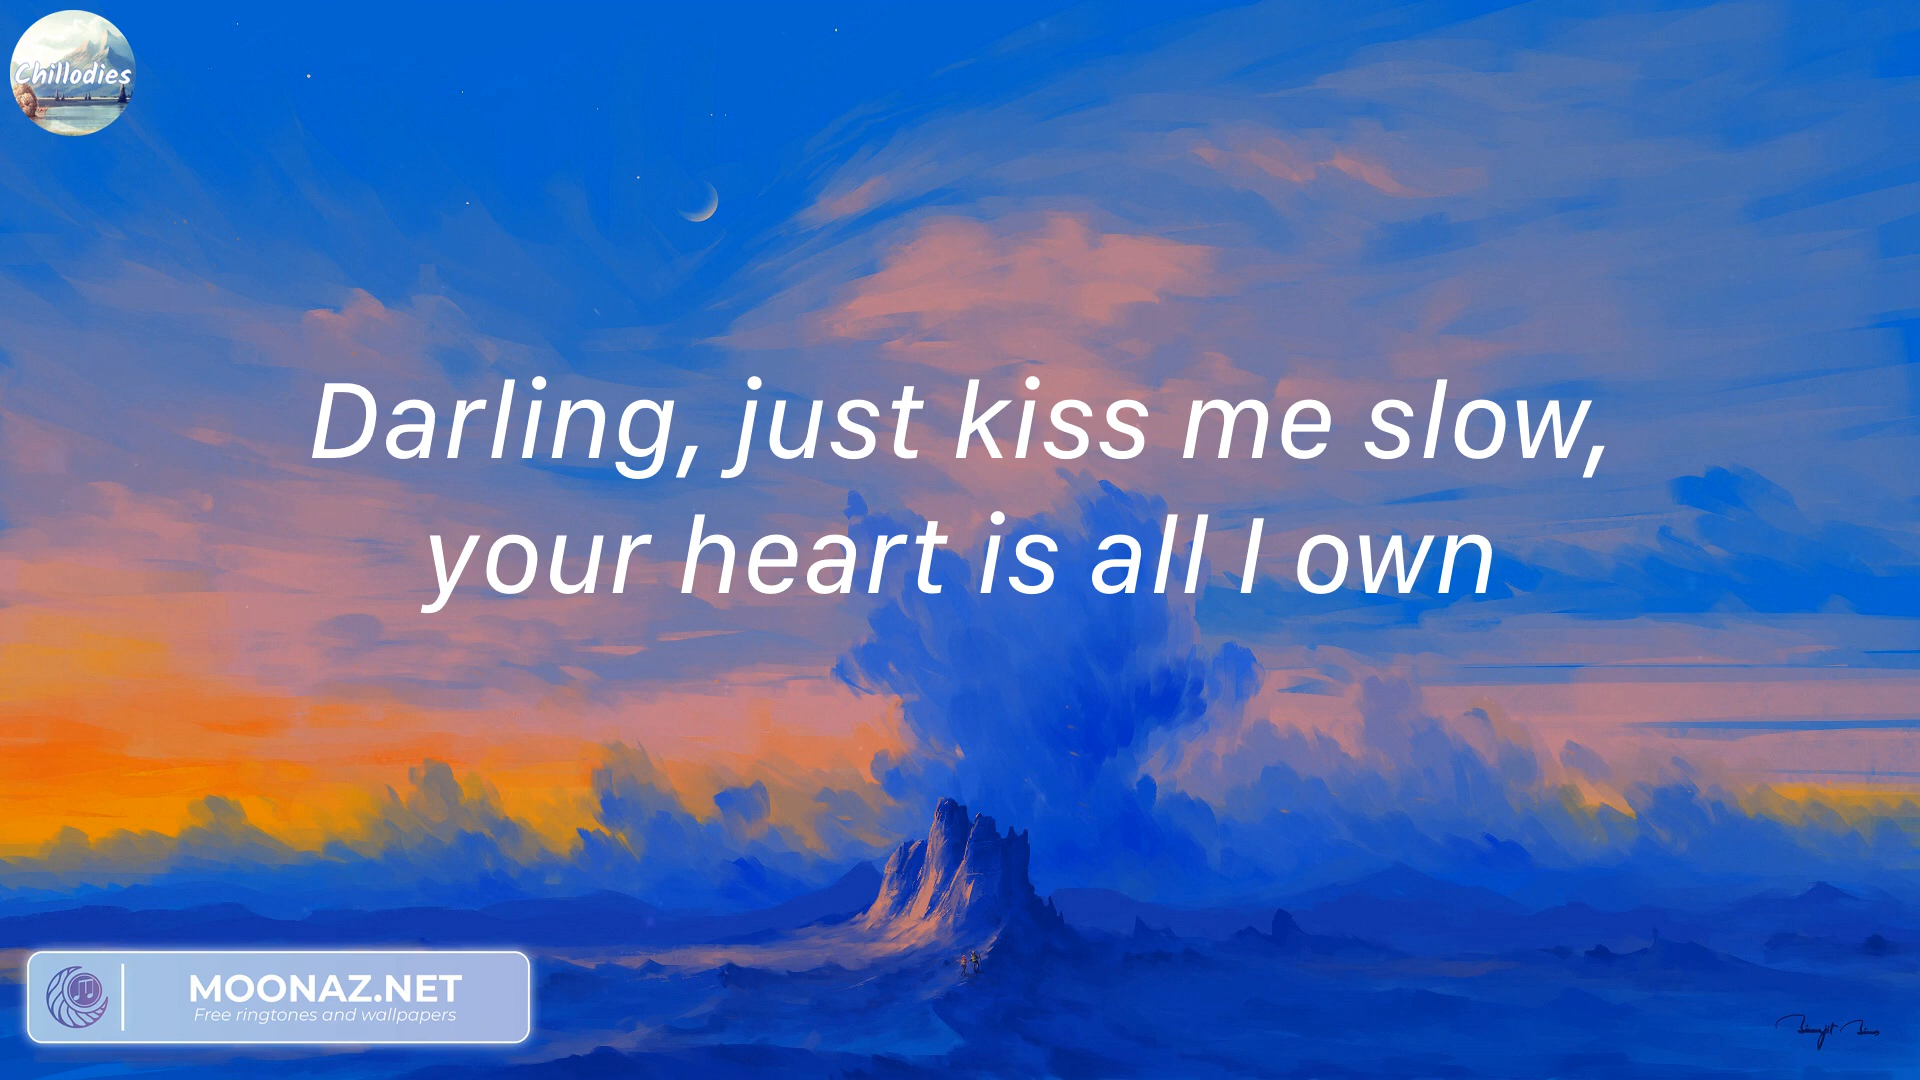 Chillodies
Darling, just kiss me slow,
your heart is all I own
MOONAZ.NET
Free ringtones and wallpapers